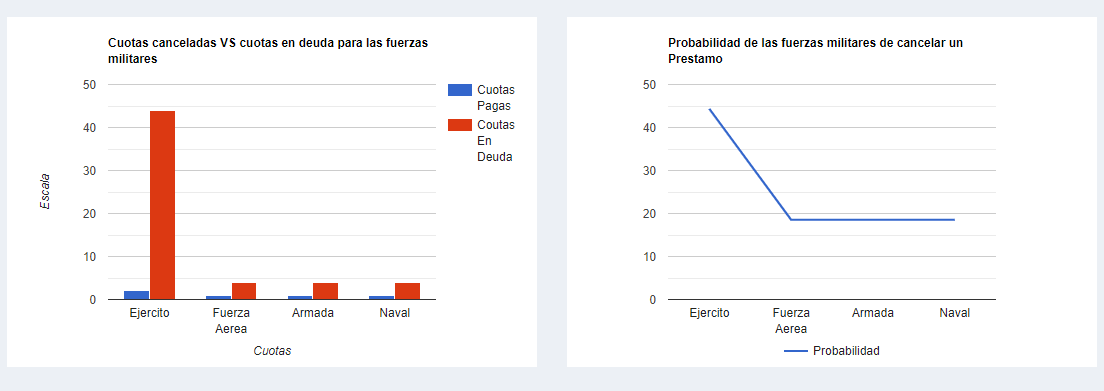 Cuotas canceladas VS cuotas en deuda para las fuerzas
militares
50
40
30
20
10
0
Escala
Ejercito
Fuerza
Aerea
Armada
Naval
Cuotas
Cuotas
Pagas
Coutas
En
Deuda
Probabilidad de las fuerzas militares de cancelar un
Prestamo
50
40
30
20
10
0
Ejercito
Fuerza
Aerea
Armada
Naval
Probabilidad